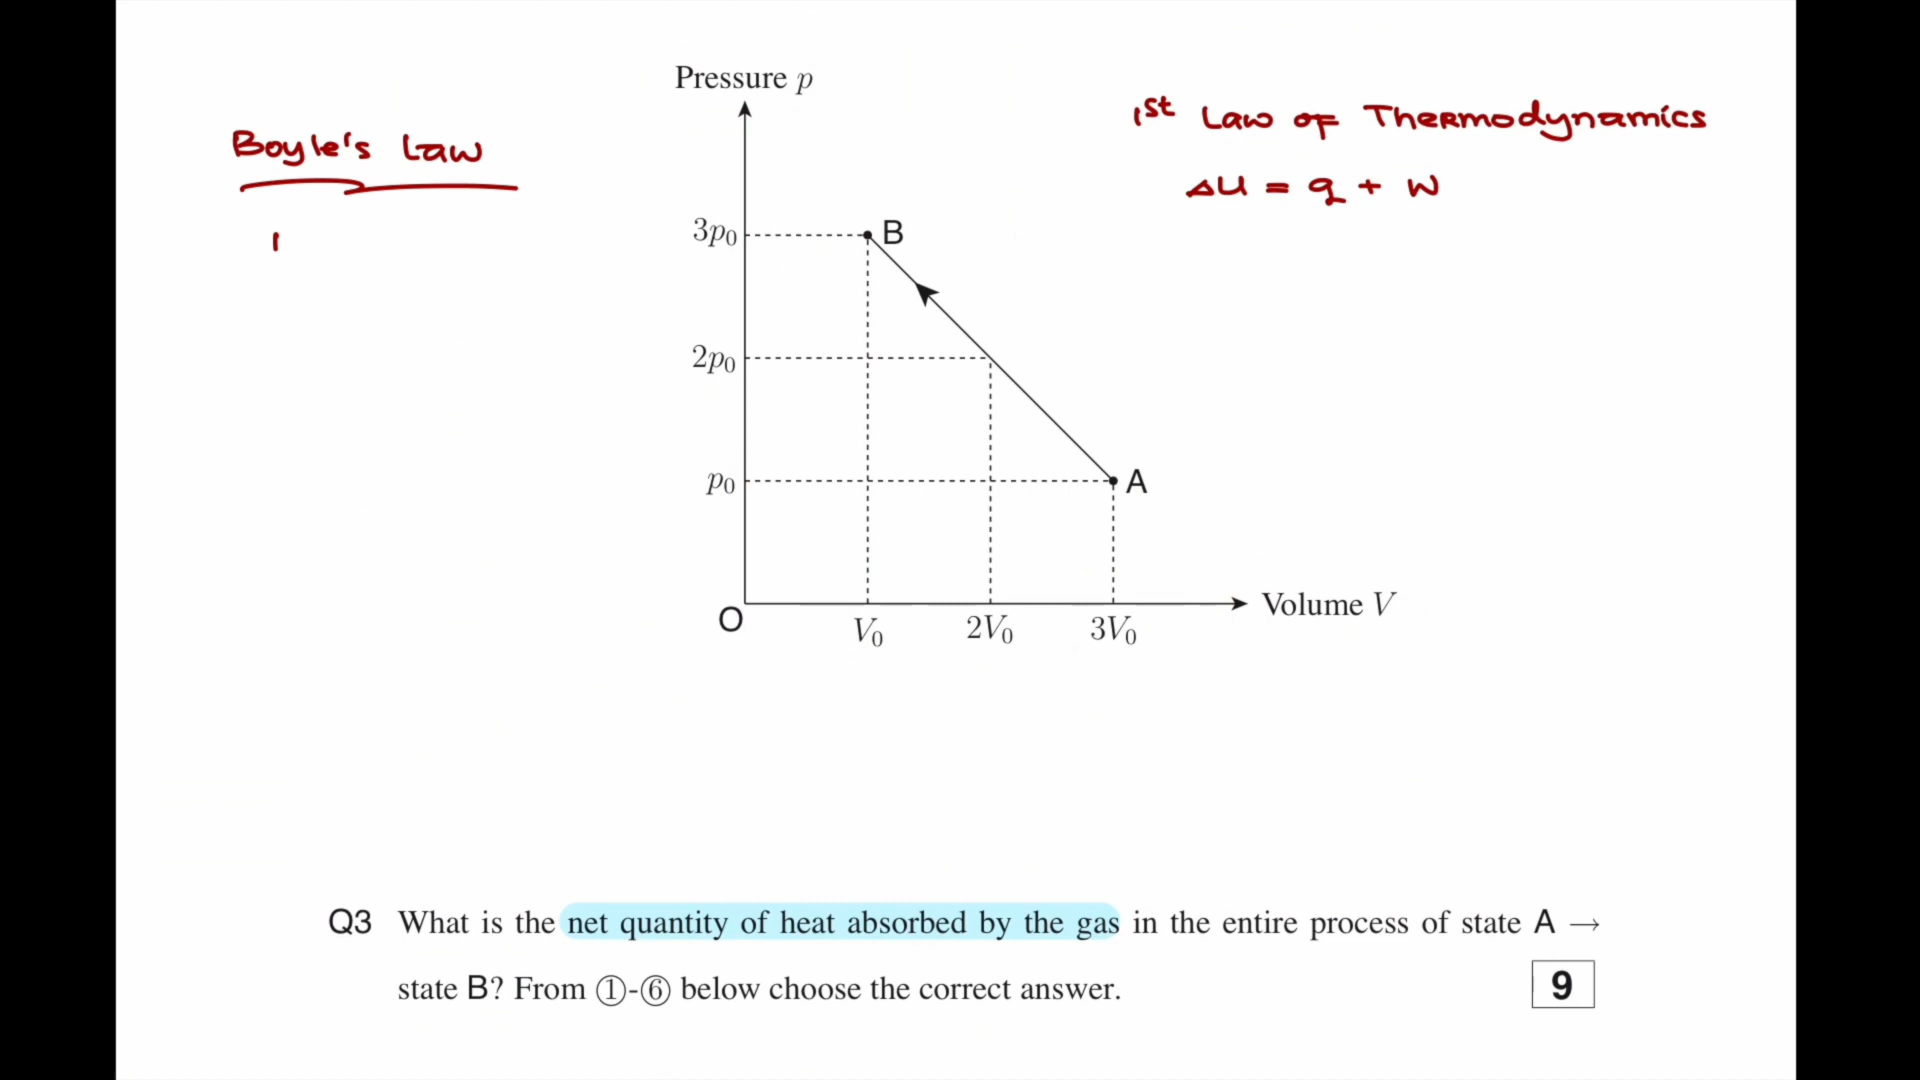 Pressure p
1st Law of Thermodynamics
Boyle's Law
ΔU = q + W
3p₀
B
2p₀
p₀
A
O
V₀
2V₀
3V₀
Volume V
Q3 What is the net quantity of heat absorbed by the gas in the entire process of state A →
state B? From ①-⑥ below choose the correct answer.
9